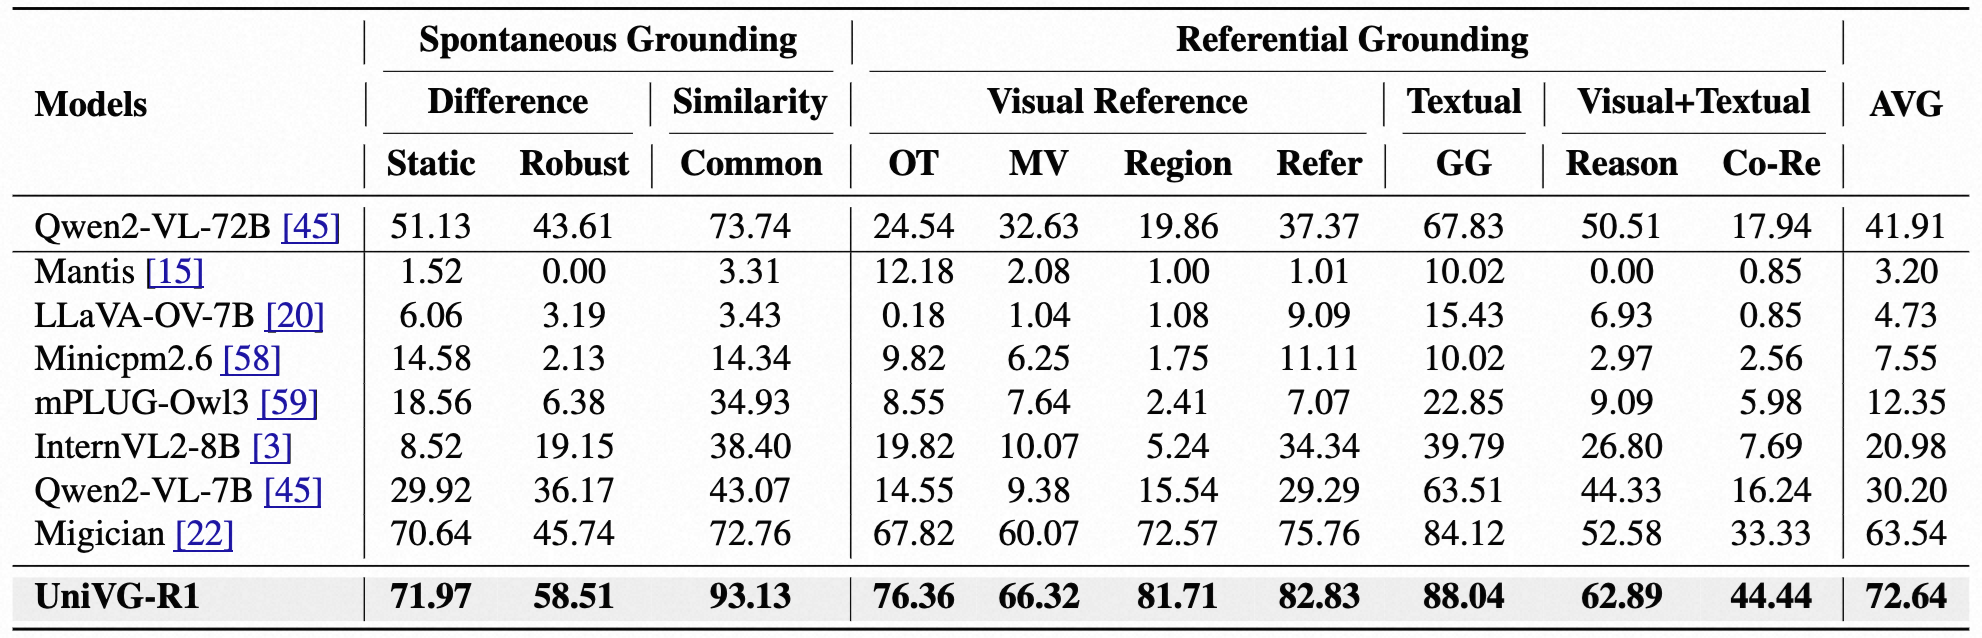 Spontaneous Grounding Referential Grounding
Models Difference Similarity Visual Reference Textual Visual+Textual AVG
Static Robust Common OT MV Region Refer GG Reason Co-Re
Qwen2-VL-72B [45] 51.13 43.61 73.74 24.54 32.63 19.86 37.37 67.83 50.51 17.94 41.91
Mantis [15] 1.52 0.00 3.31 12.18 2.08 1.00 1.01 10.02 0.00 0.85 3.20
LLaVA-OV-7B [20] 6.06 3.19 3.43 0.18 1.04 1.08 9.09 15.43 6.93 0.85 4.73
Minicpm2.6 [58] 14.58 2.13 14.34 9.82 6.25 1.75 11.11 10.02 2.97 2.56 7.55
mPLUG-Owl3 [59] 18.56 6.38 34.93 8.55 7.64 2.41 7.07 22.85 9.09 5.98 12.35
InternVL2-8B [3] 8.52 19.15 38.40 19.82 10.07 5.24 34.34 39.79 26.80 7.69 20.98
Qwen2-VL-7B [45] 29.92 36.17 43.07 14.55 9.38 15.54 29.29 63.51 44.33 16.24 30.20
Migician [22] 70.64 45.74 72.76 67.82 60.07 72.57 75.76 84.12 52.58 33.33 63.54
UniVG-R1 71.97 58.51 93.13 76.36 66.32 81.71 82.83 88.04 62.89 44.44 72.64